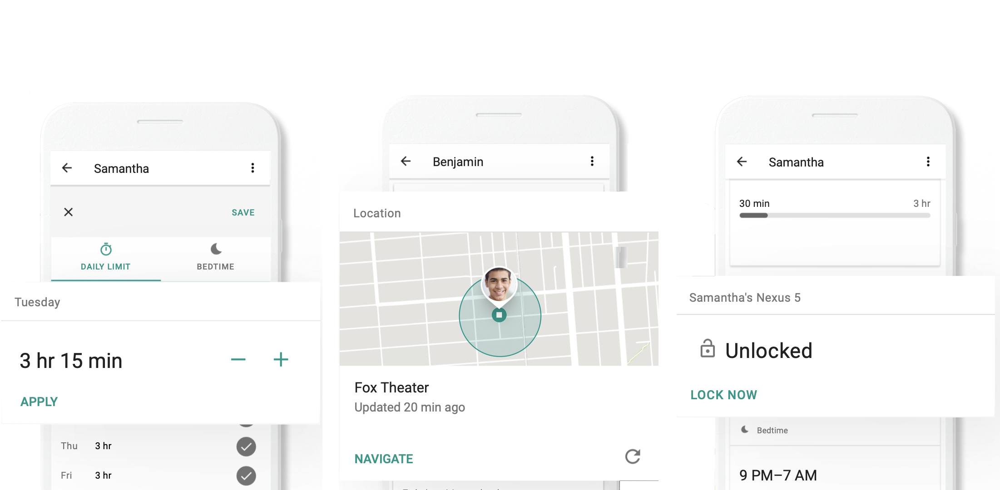 Samantha
SAVE
DAILY LIMIT
BEDTIME
Tuesday
3 hr 15 min
APPLY
Thu 3 hr
Fri 3 hr
Benjamin
Location
Fox Theater
Updated 20 min ago
NAVIGATE
Samantha
30 min 3 hr
Samantha's Nexus 5
Unlocked
LOCK NOW
Bedtime
9 PM–7 AM